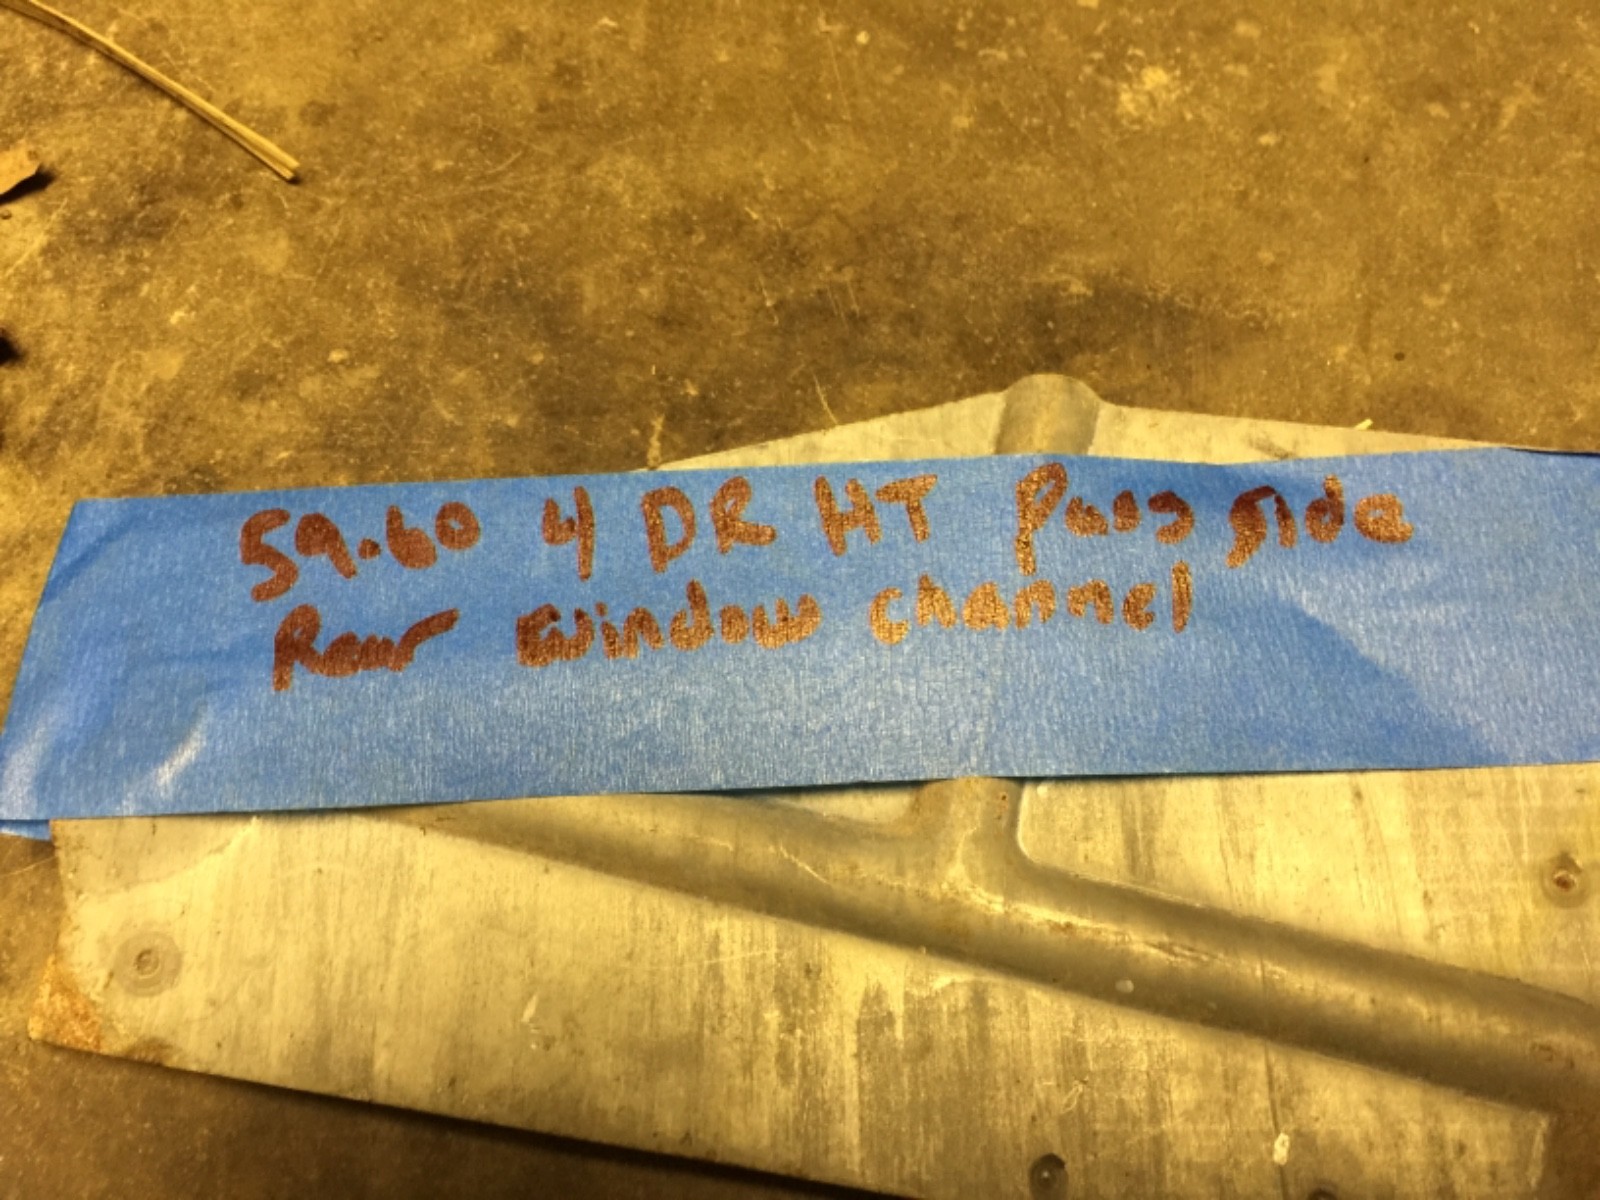 59-60 4 DR HT Pass side
Rear window channel